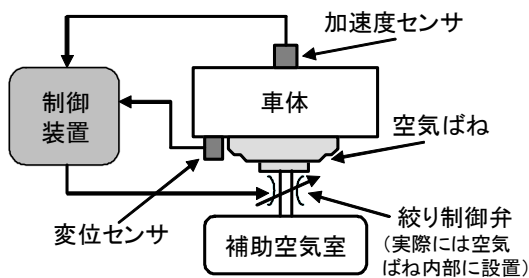 加速度センサ
制御
装置
車体
空気ばね
変位センサ
絞り制御弁
(実際には空気
ばね内部に設置)
補助空気室